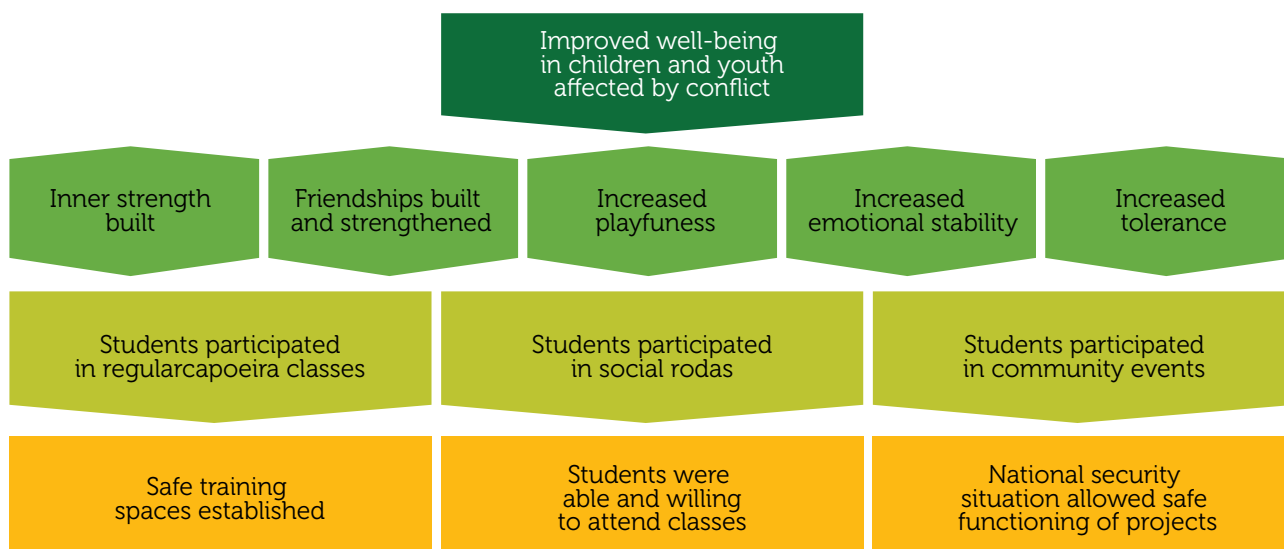 Improved well-being
in children and youth
affected by conflict
Inner strength
built
Friendships built
and strengthened
Increased
playfuness
Increased
emotional stability
Increased
tolerance
Students participated
in regularcapoeira classes
Students participated
in social rodas
Students participated
in community events
Safe training
spaces established
Students were
able and willing
to attend classes
National security
situation allowed safe
functioning of projects